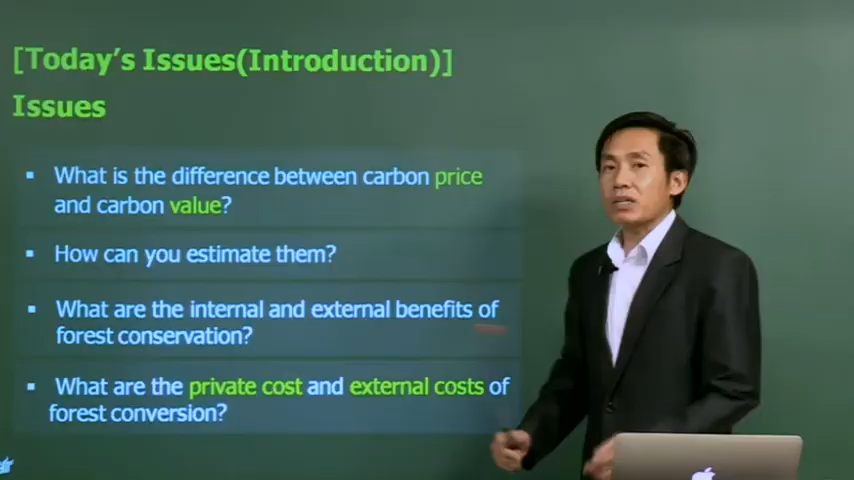 [Today's Issues(Introduction)]
Issues
▪ What is the difference between carbon price
and carbon value?
▪ How can you estimate them?
▪ What are the internal and external benefits of
forest conservation?
▪ What are the private cost and external costs of
forest conversion?